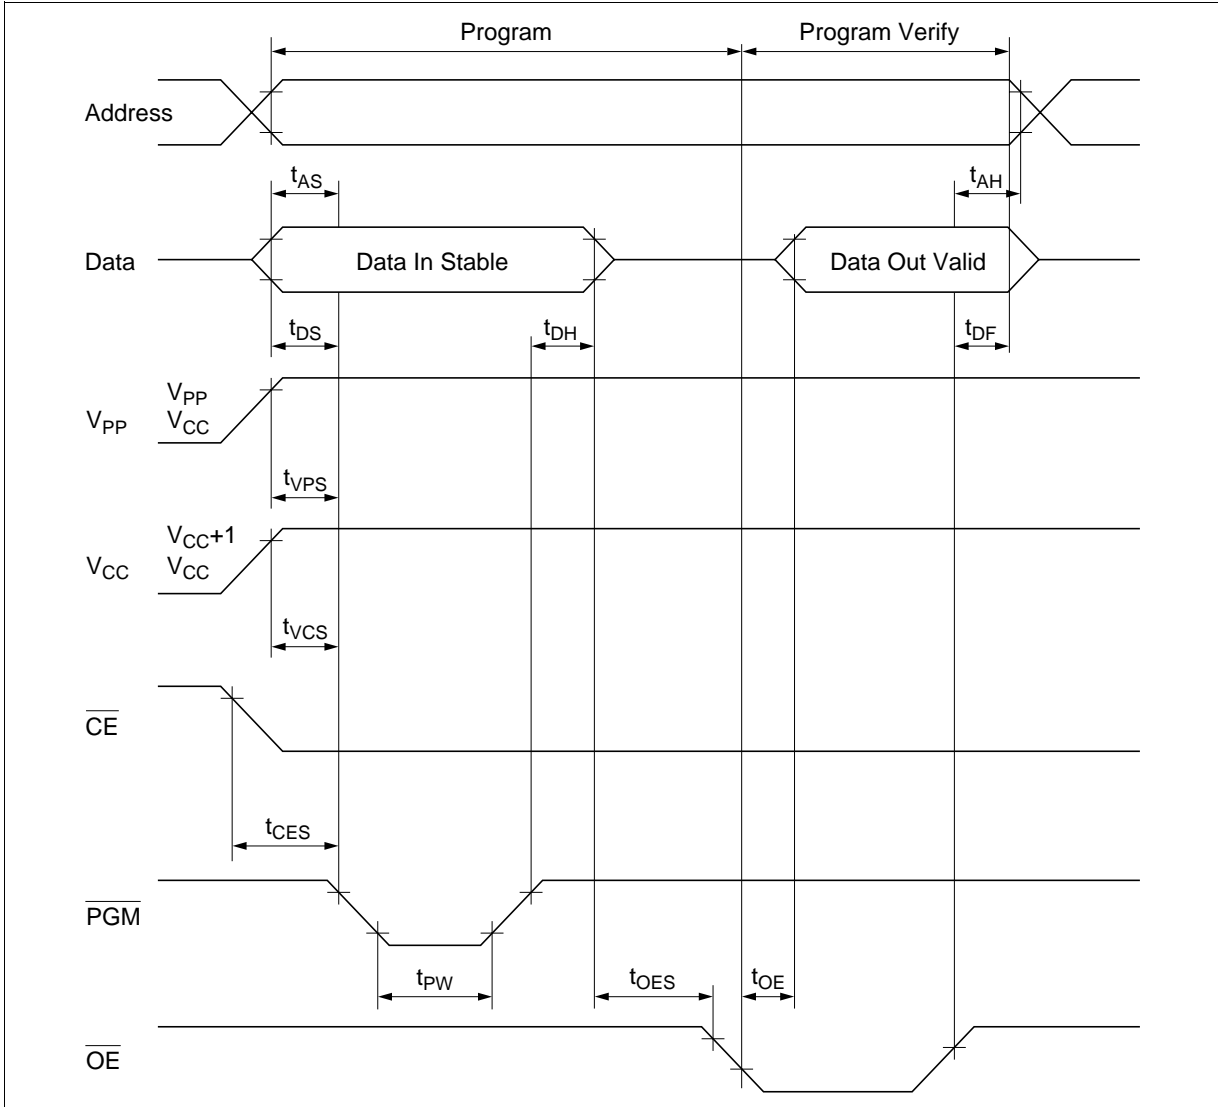 Program
Program Verify
Address
tAS
tAH
Data
Data In Stable
Data Out Valid
tDS
tDH
tDF
VPP
VPP
VCC
tVPS
VCC
VCC+1
VCC
tVCS
CE
tCES
PGM
tPW
tOES
tOE
OE